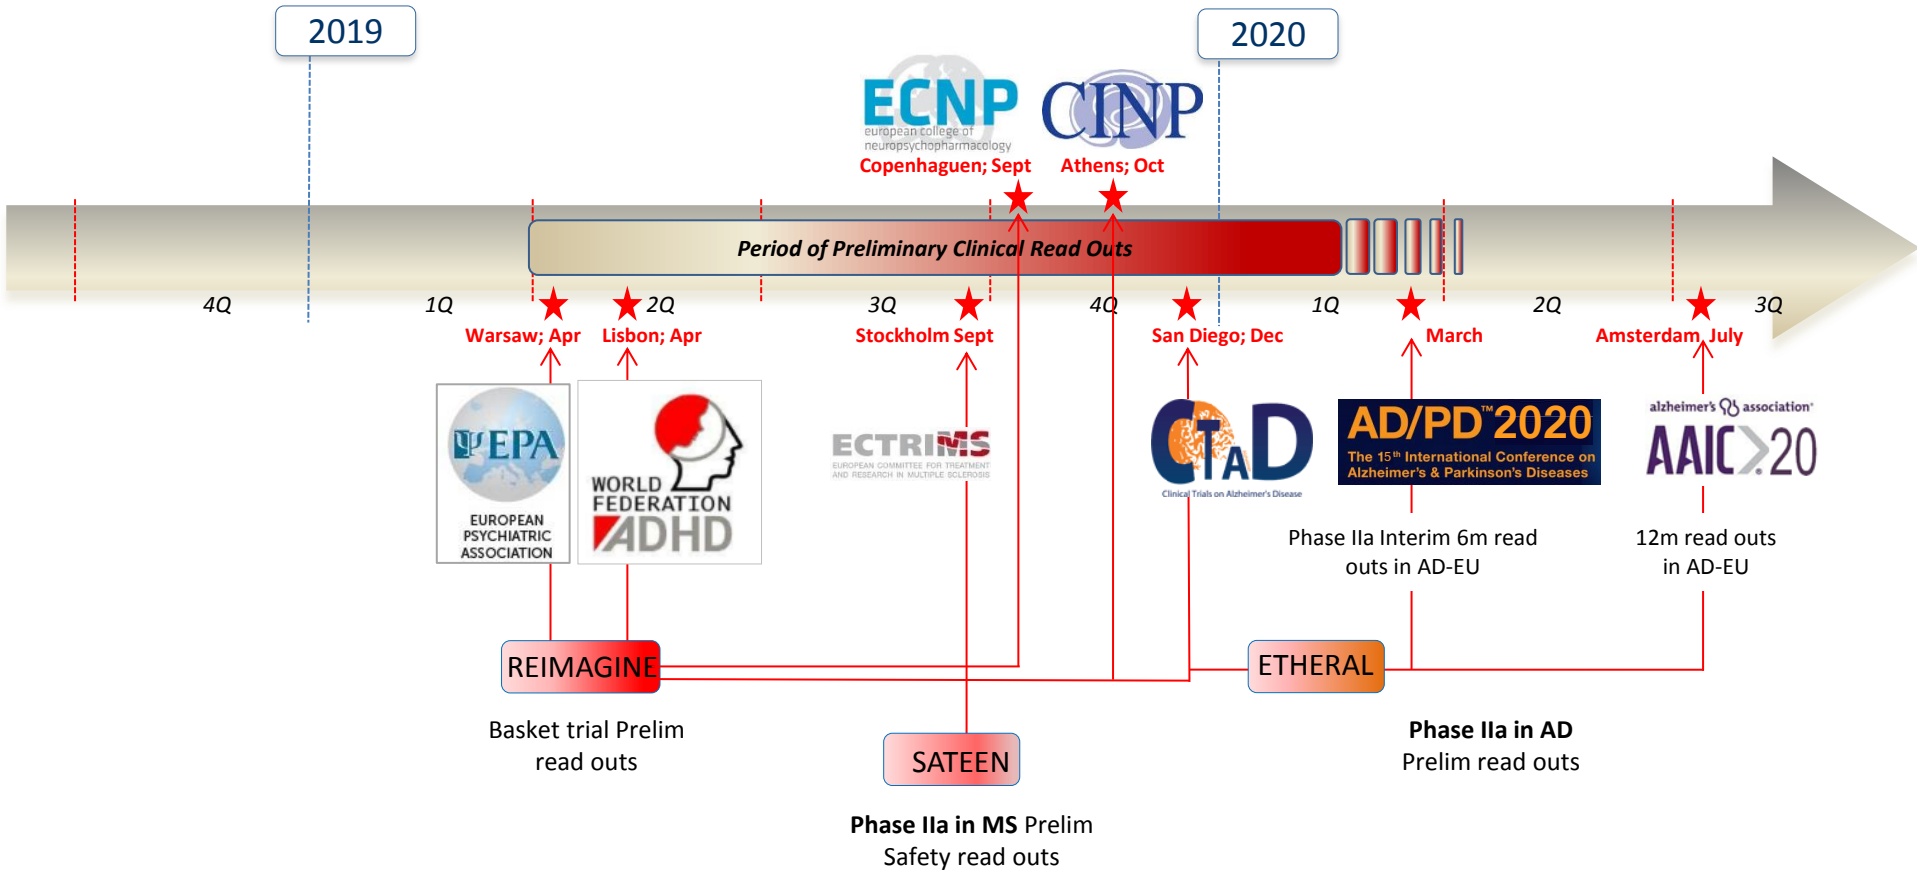 2019
2020
ECNP
european college of
neuropsychopharmacology
CINP
Copenhaguen; Sept
Athens; Oct
Period of Preliminary Clinical Read Outs
4Q
1Q
2Q
3Q
4Q
1Q
2Q
3Q
Warsaw; Apr
Lisbon; Apr
Stockholm Sept
San Diego; Dec
March
Amsterdam July
ΨEPA
EUROPEAN
PSYCHIATRIC
ASSOCIATION
WORLD
FEDERATION
ADHD
ECTRIMS
EUROPEAN COMMITTEE FOR TREATMENT
AND RESEARCH IN MULTIPLE SCLEROSIS
CTAD
Clinical Trials on Alzheimer's Disease
AD/PD™ 2020
The 15th International Conference on
Alzheimer's & Parkinson's Diseases
alzheimer's association®
AAIC>20
Phase IIa Interim 6m read
outs in AD-EU
12m read outs
in AD-EU
REIMAGINE
ETHERAL
Basket trial Prelim
read outs
SATEEN
Phase IIa in AD
Prelim read outs
Phase IIa in MS Prelim
Safety read outs